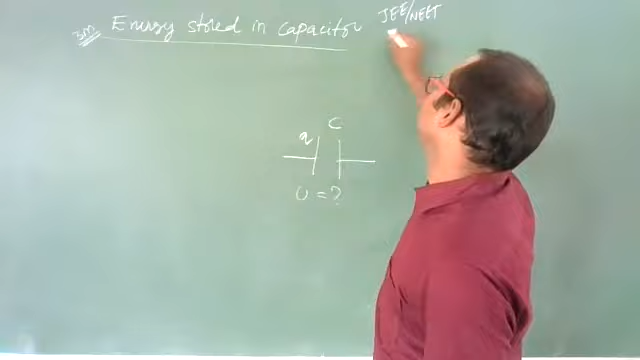 3m Energy stored in capacitor JEE/NEET
C
q
U = ?